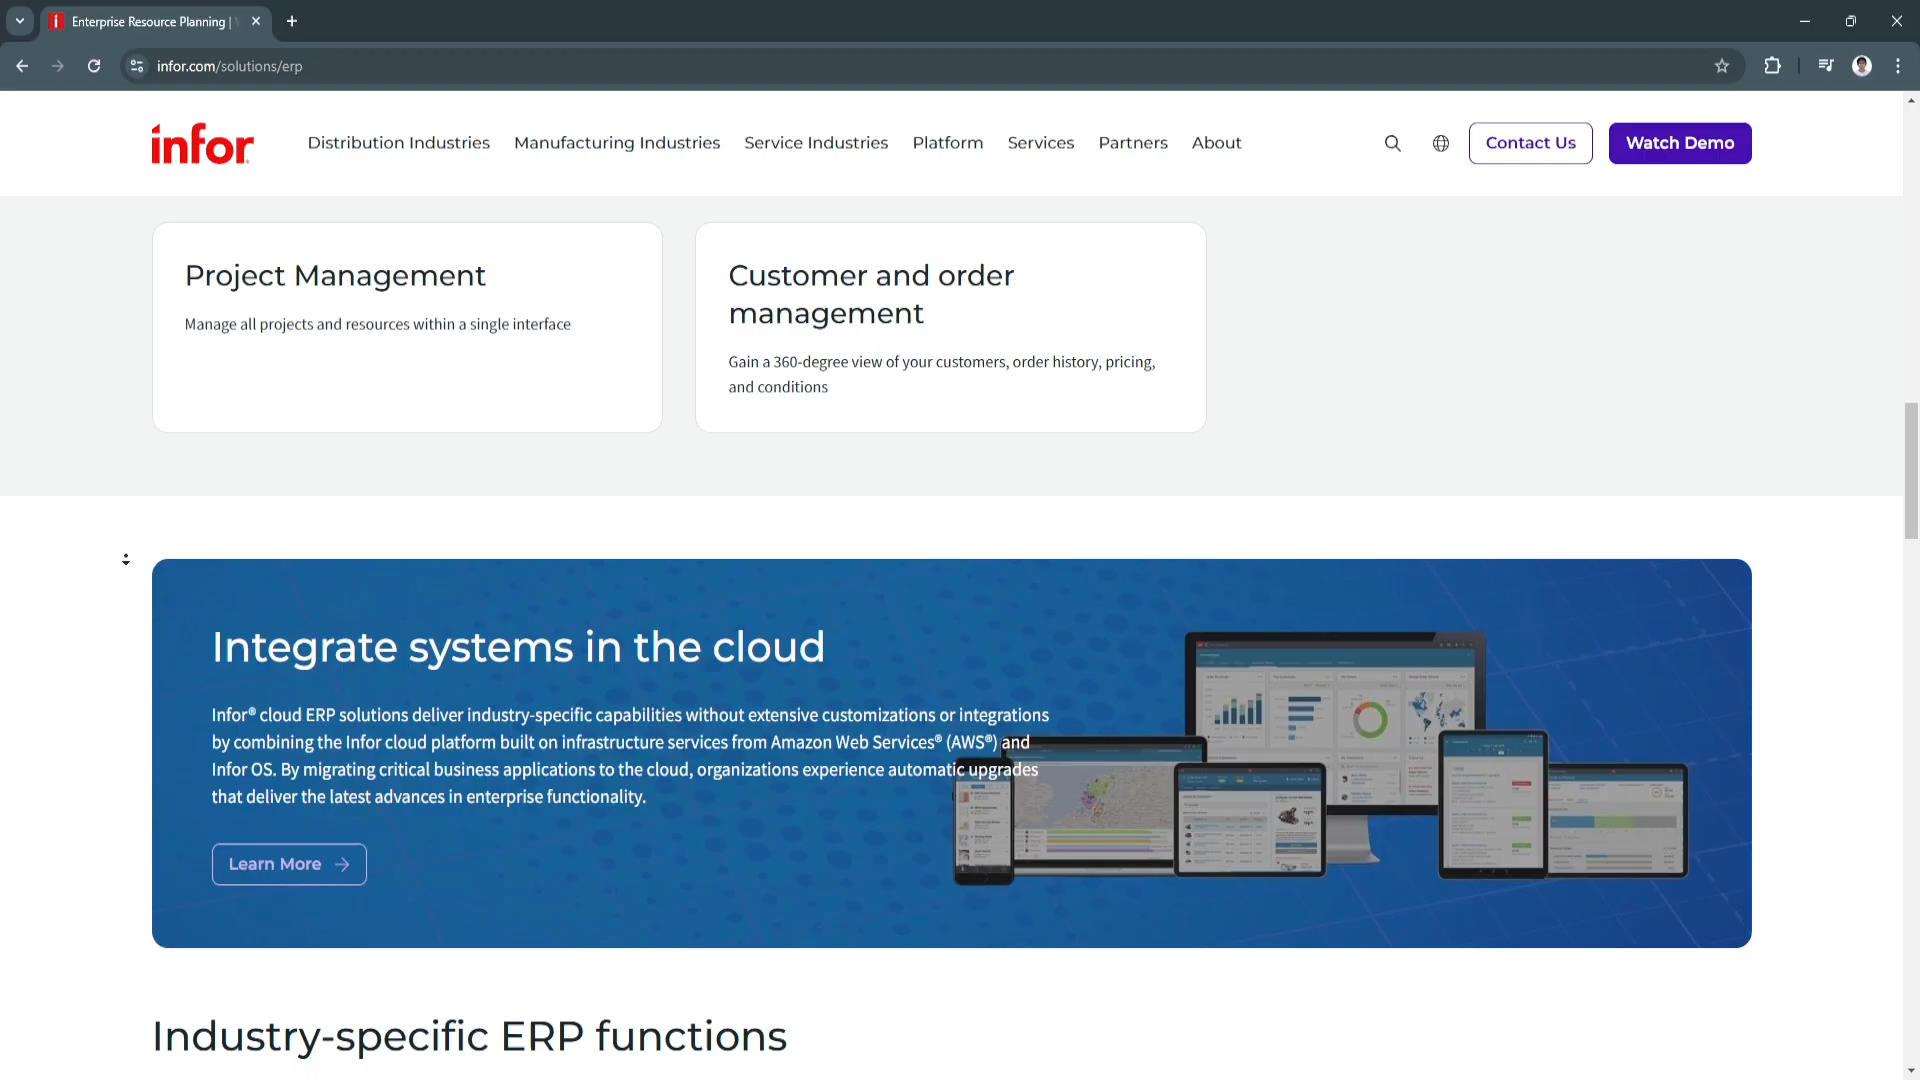 Enterprise Resource Planning |
infor.com/solutions/erp
infor
Distribution Industries
Manufacturing Industries
Service Industries
Platform
Services
Partners
About
Contact Us
Watch Demo
Project Management
Manage all projects and resources within a single interface
Customer and order
management
Gain a 360-degree view of your customers, order history, pricing,
and conditions
Integrate systems in the cloud
Infor® cloud ERP solutions deliver industry-specific capabilities without extensive customizations or integrations
by combining the Infor cloud platform built on infrastructure services from Amazon Web Services® (AWS®) and
Infor OS. By migrating critical business applications to the cloud, organizations experience automatic upgrades
that deliver the latest advances in enterprise functionality.
Learn More
Industry-specific ERP functions